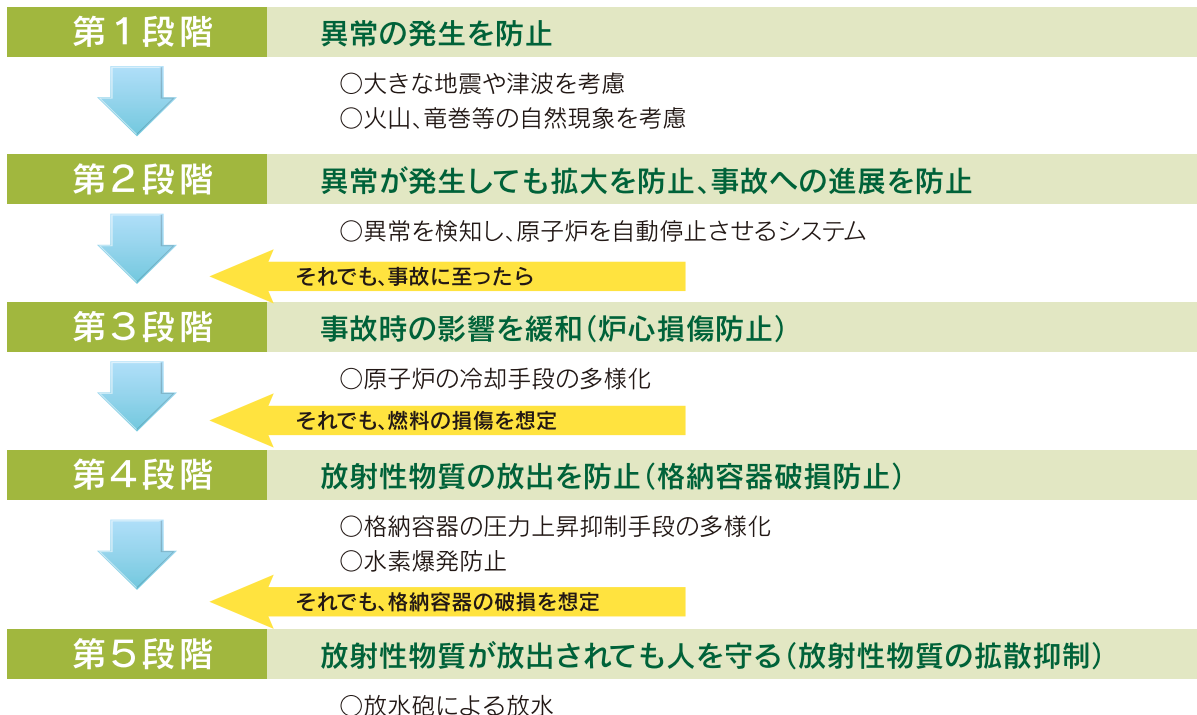 第1段階 異常の発生を防止
○大きな地震や津波を考慮
○火山、竜巻等の自然現象を考慮
第2段階 異常が発生しても拡大を防止、事故への進展を防止
○異常を検知し、原子炉を自動停止させるシステム
それでも、事故に至ったら
第3段階 事故時の影響を緩和（炉心損傷防止）
○原子炉の冷却手段の多様化
それでも、燃料の損傷を想定
第4段階 放射性物質の放出を防止（格納容器破損防止）
○格納容器の圧力上昇抑制手段の多様化
○水素爆発防止
それでも、格納容器の破損を想定
第5段階 放射性物質が放出されても人を守る（放射性物質の拡散抑制）
○放水砲による放水